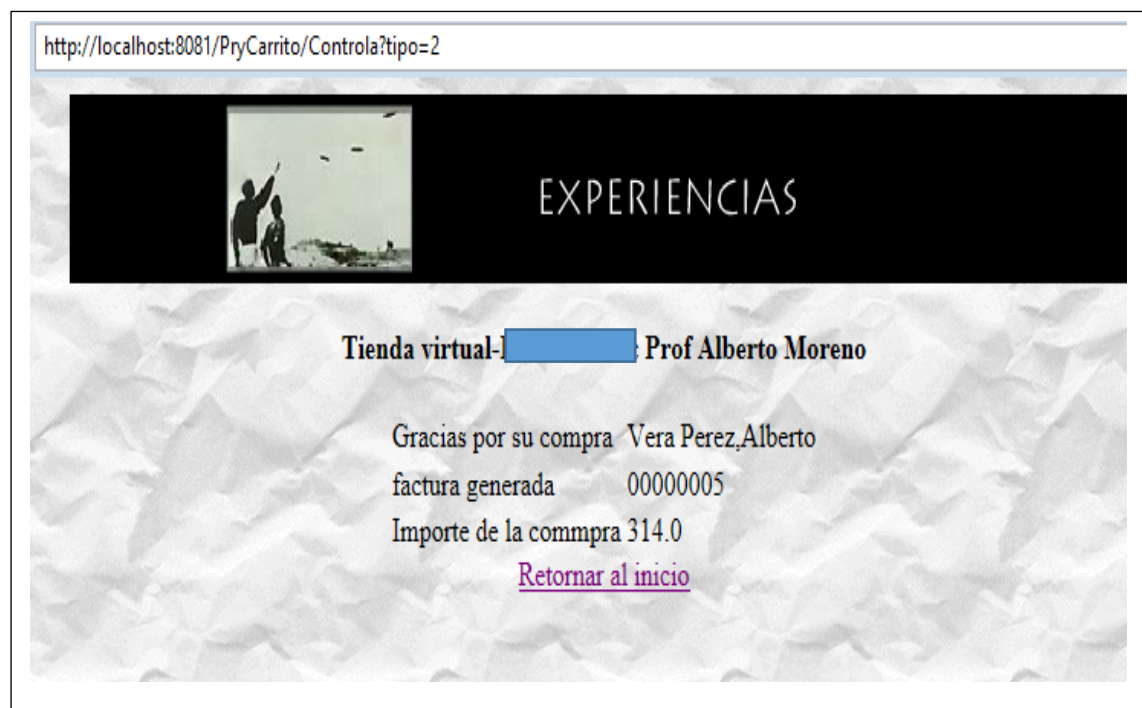 http://localhost:8081/PryCarrito/Controla?tipo=2
EXPERIENCIAS
Tienda virtual- Prof Alberto Moreno
Gracias por su compra Vera Perez,Alberto
factura generada 00000005
Importe de la commpra 314.0
Retornar al inicio